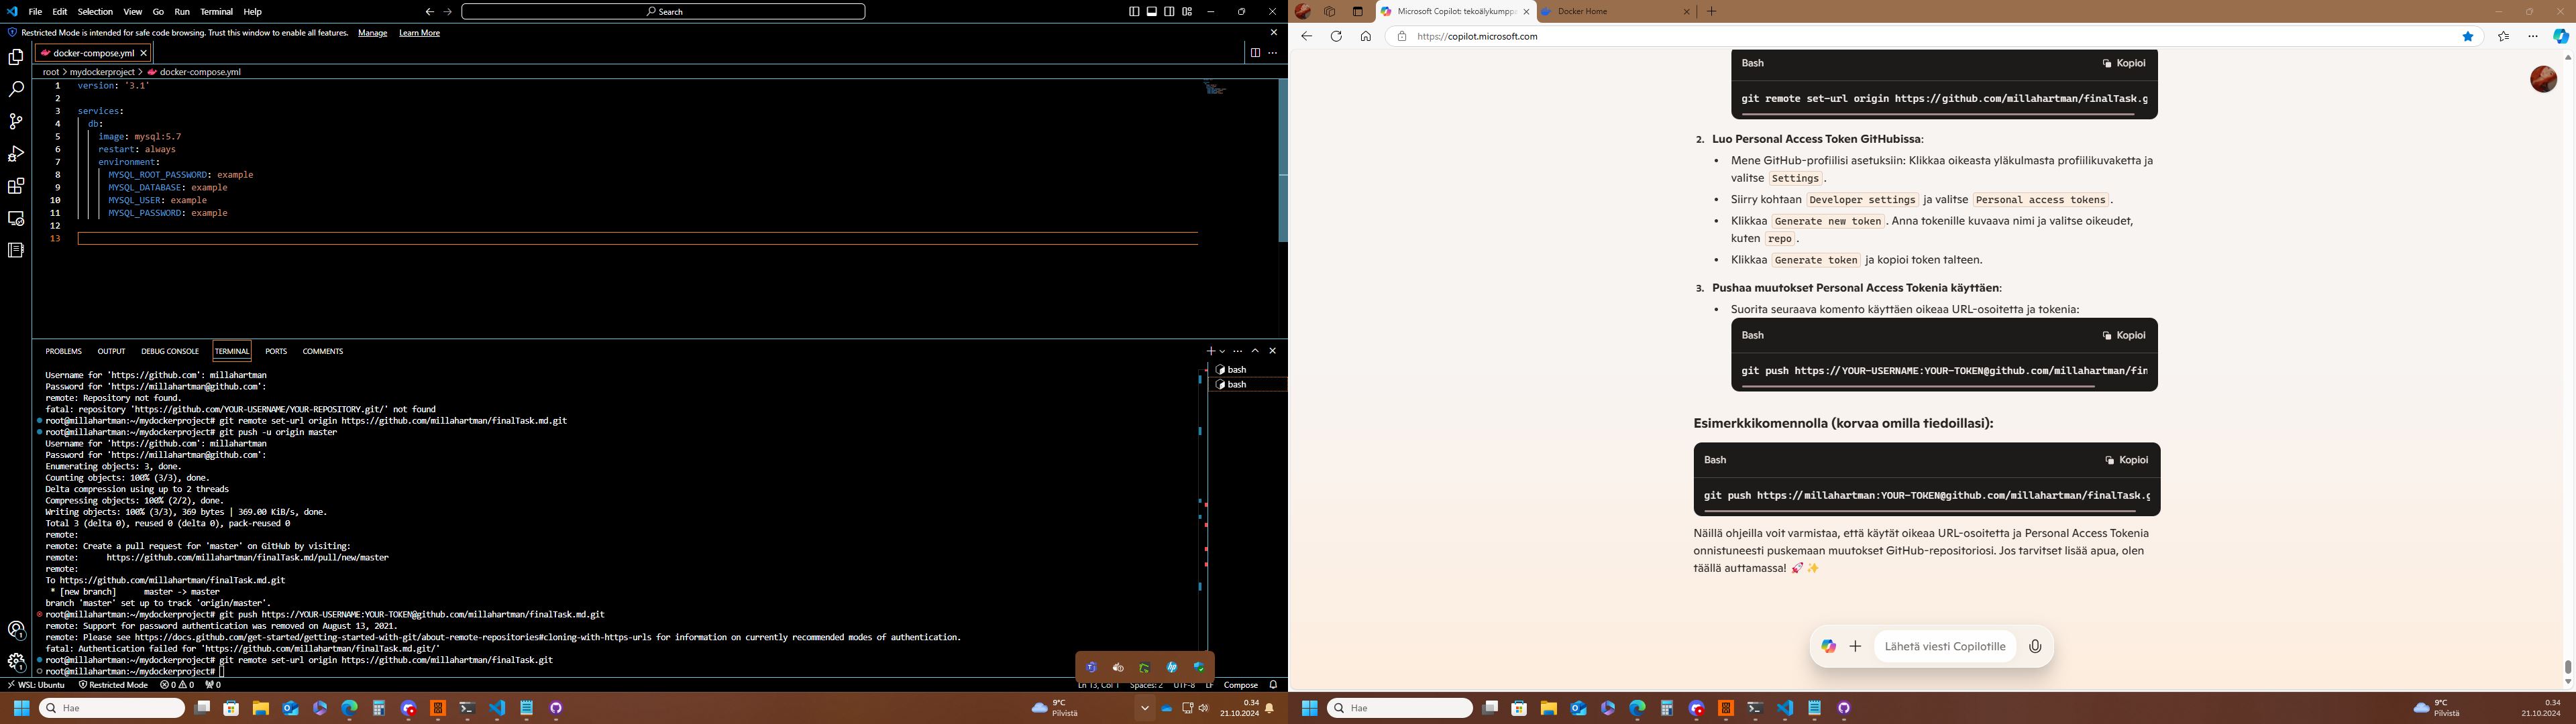 File Edit Selection View Go Run Terminal Help
Search
Restricted Mode is intended for safe code browsing. Trust this window to enable all features. Manage Learn More
docker-compose.yml
root > mydockerproject > docker-compose.yml
1 version: '3.1'
2
3 services:
4 db:
5 image: mysql:5.7
6 restart: always
7 environment:
8 MYSQL_ROOT_PASSWORD: example
9 MYSQL_DATABASE: example
10 MYSQL_USER: example
11 MYSQL_PASSWORD: example
12
13
PROBLEMS OUTPUT DEBUG CONSOLE TERMINAL PORTS COMMENTS
bash
bash
Username for 'https://github.com': millahartman
Password for 'https://millahartman@github.com':
remote: Repository not found.
fatal: repository 'https://github.com/YOUR-USERNAME/YOUR-REPOSITORY.git/' not found
root@millahartman:~/mydockerproject# git remote set-url origin https://github.com/millahartman/finalTask.md.git
root@millahartman:~/mydockerproject# git push -u origin master
Username for 'https://github.com': millahartman
Password for 'https://millahartman@github.com':
Enumerating objects: 3, done.
Counting objects: 100% (3/3), done.
Delta compression using up to 2 threads
Compressing objects: 100% (2/2), done.
Writing objects: 100% (3/3), 369 bytes | 369.00 KiB/s, done.
Total 3 (delta 0), reused 0 (delta 0), pack-reused 0
remote:
remote: Create a pull request for 'master' on GitHub by visiting:
remote:      https://github.com/millahartman/finalTask.md/pull/new/master
remote:
To https://github.com/millahartman/finalTask.md.git
* [new branch]      master -> master
branch 'master' set up to track 'origin/master'.
root@millahartman:~/mydockerproject# git push https://YOUR-USERNAME:YOUR-TOKEN@github.com/millahartman/finalTask.md.git
remote: Support for password authentication was removed on August 13, 2021.
remote: Please see https://docs.github.com/get-started/getting-started-with-git/about-remote-repositories#cloning-with-https-urls for information on currently recommended modes of authentication.
fatal: Authentication failed for 'https://github.com/millahartman/finalTask.md.git/'
root@millahartman:~/mydockerproject# git remote set-url origin https://github.com/millahartman/finalTask.git
root@millahartman:~/mydockerproject#
WSL: Ubuntu Restricted Mode 0 0 0 Ln 13, Col 1 Spaces: 2 UTF-8 LF Compose
Hae
9°C
Pilvistä
0.34
21.10.2024
Microsoft Copilot: tekoälykumppa
Docker Home
https://copilot.microsoft.com
Bash
Kopioi
git remote set-url origin https://github.com/millahartman/finalTask.g
2. Luo Personal Access Token GitHubissa:
• Mene GitHub-profiilisi asetuksiin: Klikkaa oikeasta yläkulmasta profiilikuvaketta ja
valitse Settings.
• Siirry kohtaan Developer settings ja valitse Personal access tokens.
• Klikkaa Generate new token. Anna tokenille kuvaava nimi ja valitse oikeudet,
kuten repo.
• Klikkaa Generate token ja kopioi token talteen.
3. Pushaa muutokset Personal Access Tokenia käyttäen:
• Suorita seuraava komento käyttäen oikeaa URL-osoitetta ja tokenia:
Bash
Kopioi
git push https://YOUR-USERNAME:YOUR-TOKEN@github.com/millahartman/fin
Esimerkkikomennolla (korvaa omilla tiedoillasi):
Bash
Kopioi
git push https://millahartman:YOUR-TOKEN@github.com/millahartman/finalTask.g
Näillä ohjeilla voit varmistaa, että käytät oikeaa URL-osoitetta ja Personal Access Tokenia
onnistuneesti puskemaan muutokset GitHub-repositoriosi. Jos tarvitset lisää apua, olen
täällä auttamassa! 🚀✨
Lähetä viesti Copilotille
Hae
9°C
Pilvistä
0.34
21.10.2024